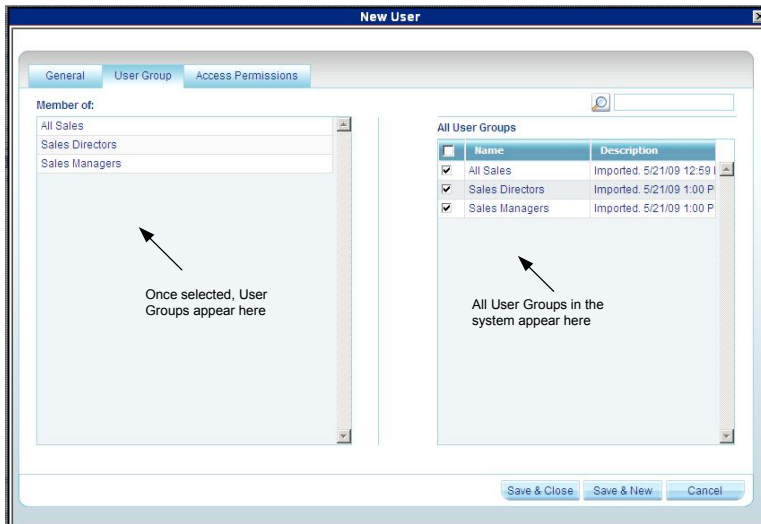 New User
General User Group Access Permissions
Member of:
All Sales
Sales Directors
Sales Managers
Once selected, User
Groups appear here
All User Groups
Name Description
All Sales Imported. 5/21/09 12:59
Sales Directors Imported. 5/21/09 1:00 P
Sales Managers Imported. 5/21/09 1:00 P
All User Groups in the
system appear here
Save & Close Save & New Cancel